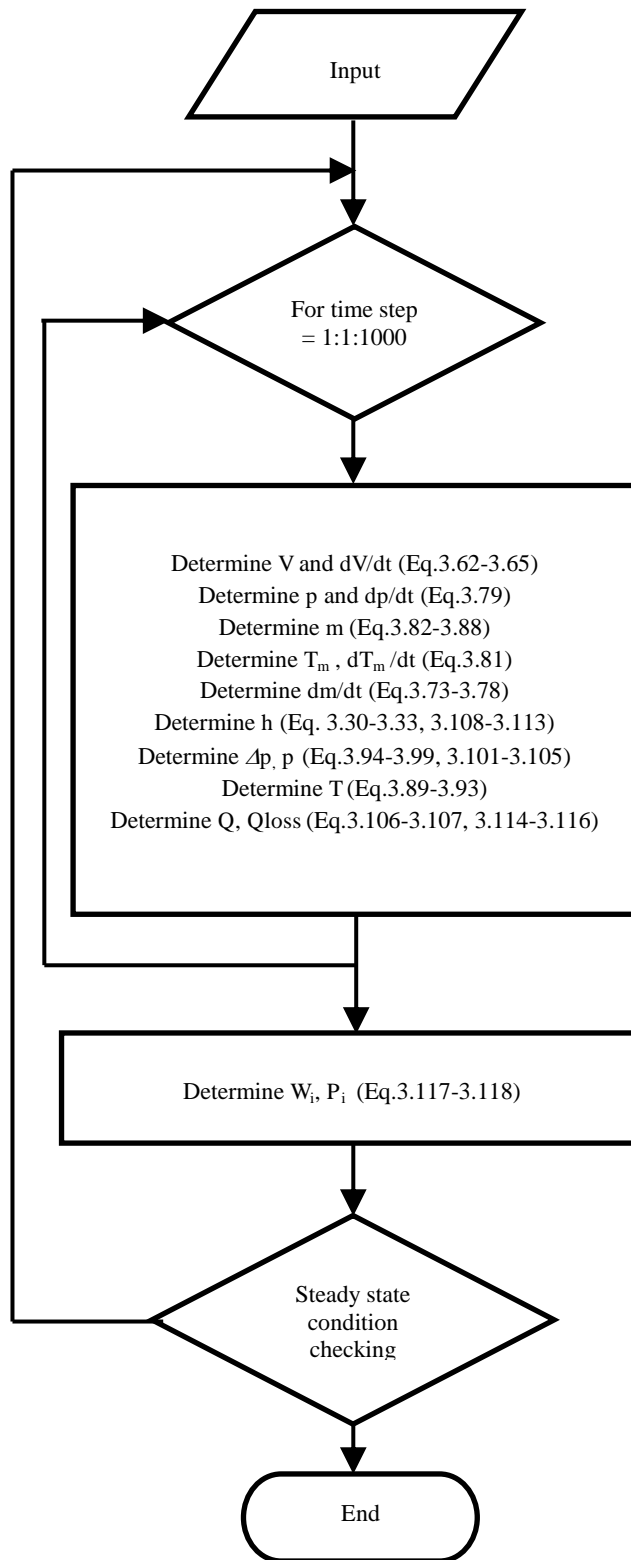 Input
For time step
= 1:1:1000
Determine V and dV/dt (Eq.3.62-3.65)
Determine p and dp/dt (Eq.3.79)
Determine m (Eq.3.82-3.88)
Determine Tm , dTm /dt (Eq.3.81)
Determine dm/dt (Eq.3.73-3.78)
Determine h (Eq. 3.30-3.33, 3.108-3.113)
Determine Δp, p (Eq.3.94-3.99, 3.101-3.105)
Determine T (Eq.3.89-3.93)
Determine Q, Qloss (Eq.3.106-3.107, 3.114-3.116)
Determine Wi, Pi (Eq.3.117-3.118)
Steady state
condition
checking
End